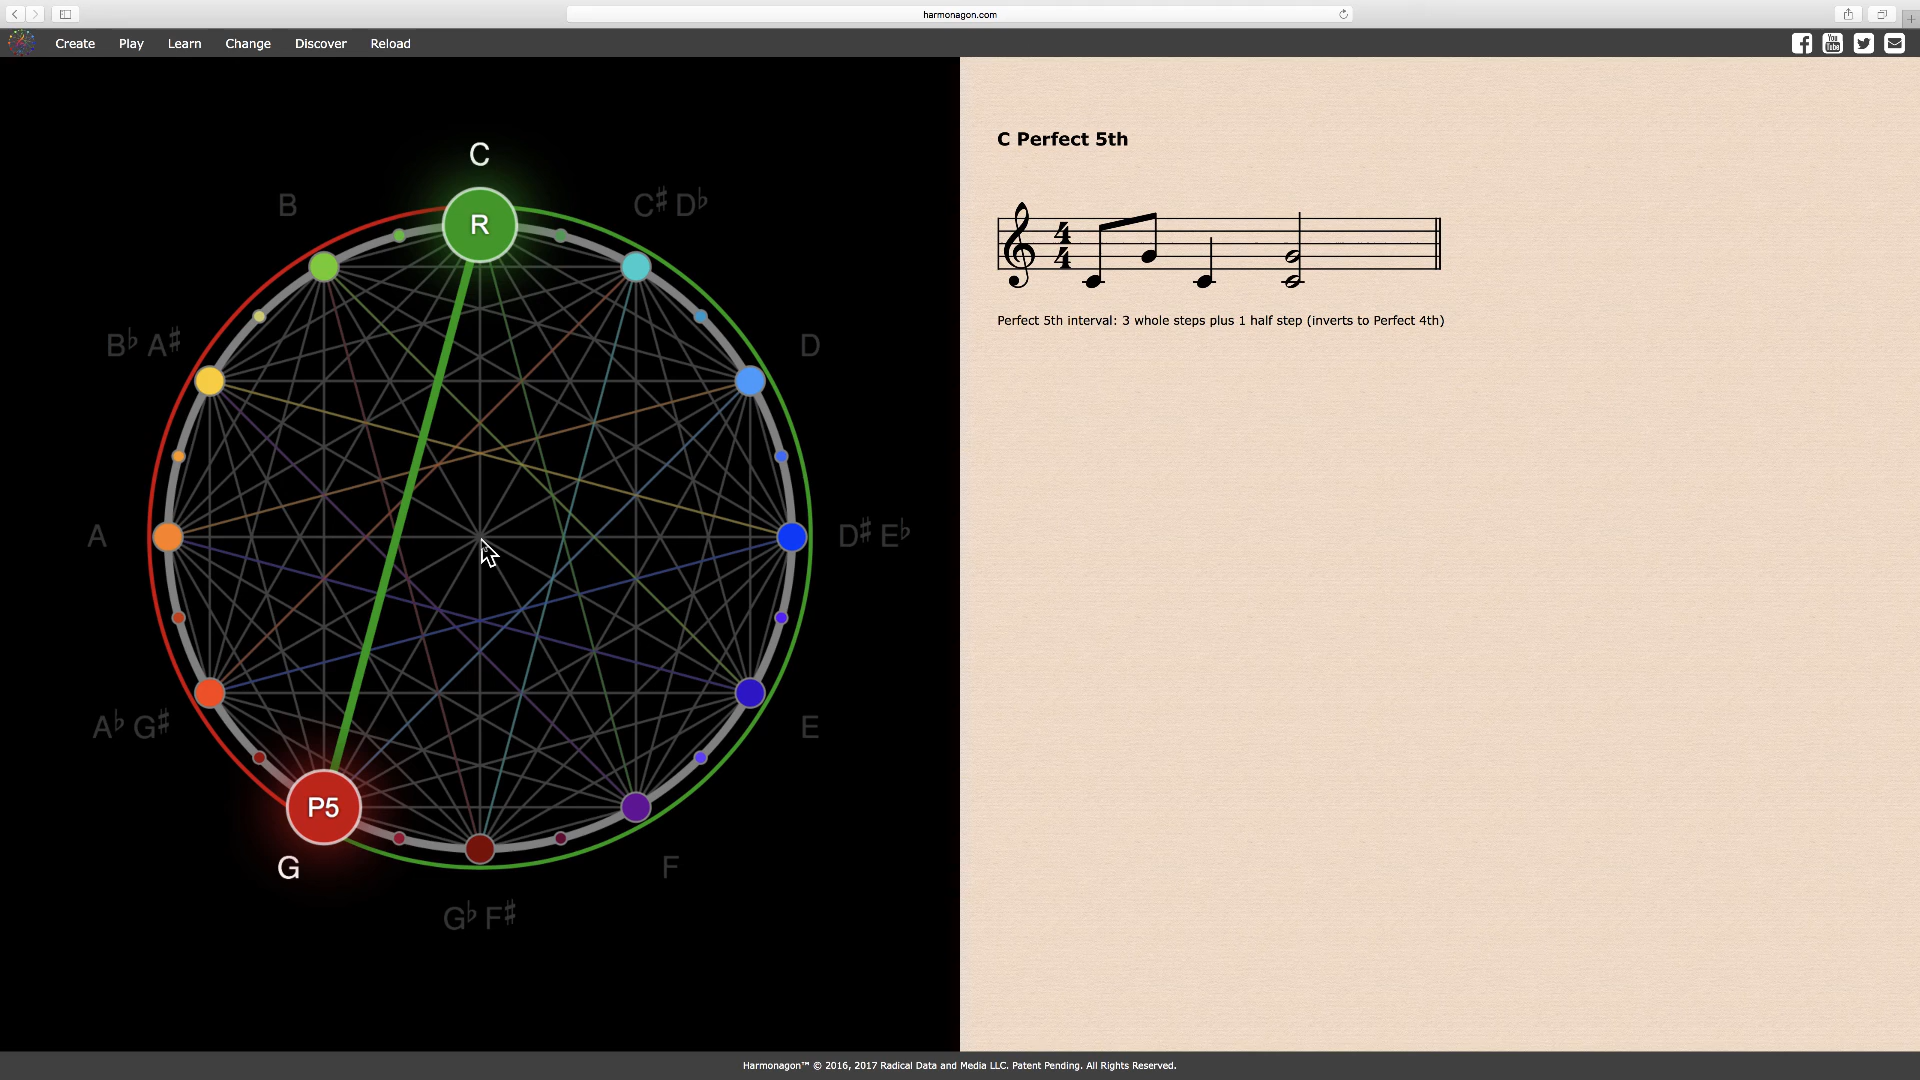 harmonagon.com
Create Play Learn Change Discover Reload
C
B
C♯ D♭
R
B♭ A♯
D
A
D♯ E♭
A♭ G♯
E
P5
G
F
G♭ F♯
C Perfect 5th
4
4
Perfect 5th interval: 3 whole steps plus 1 half step (inverts to Perfect 4th)
Harmonagon™ © 2016, 2017 Radical Data and Media LLC. Patent Pending. All Rights Reserved.